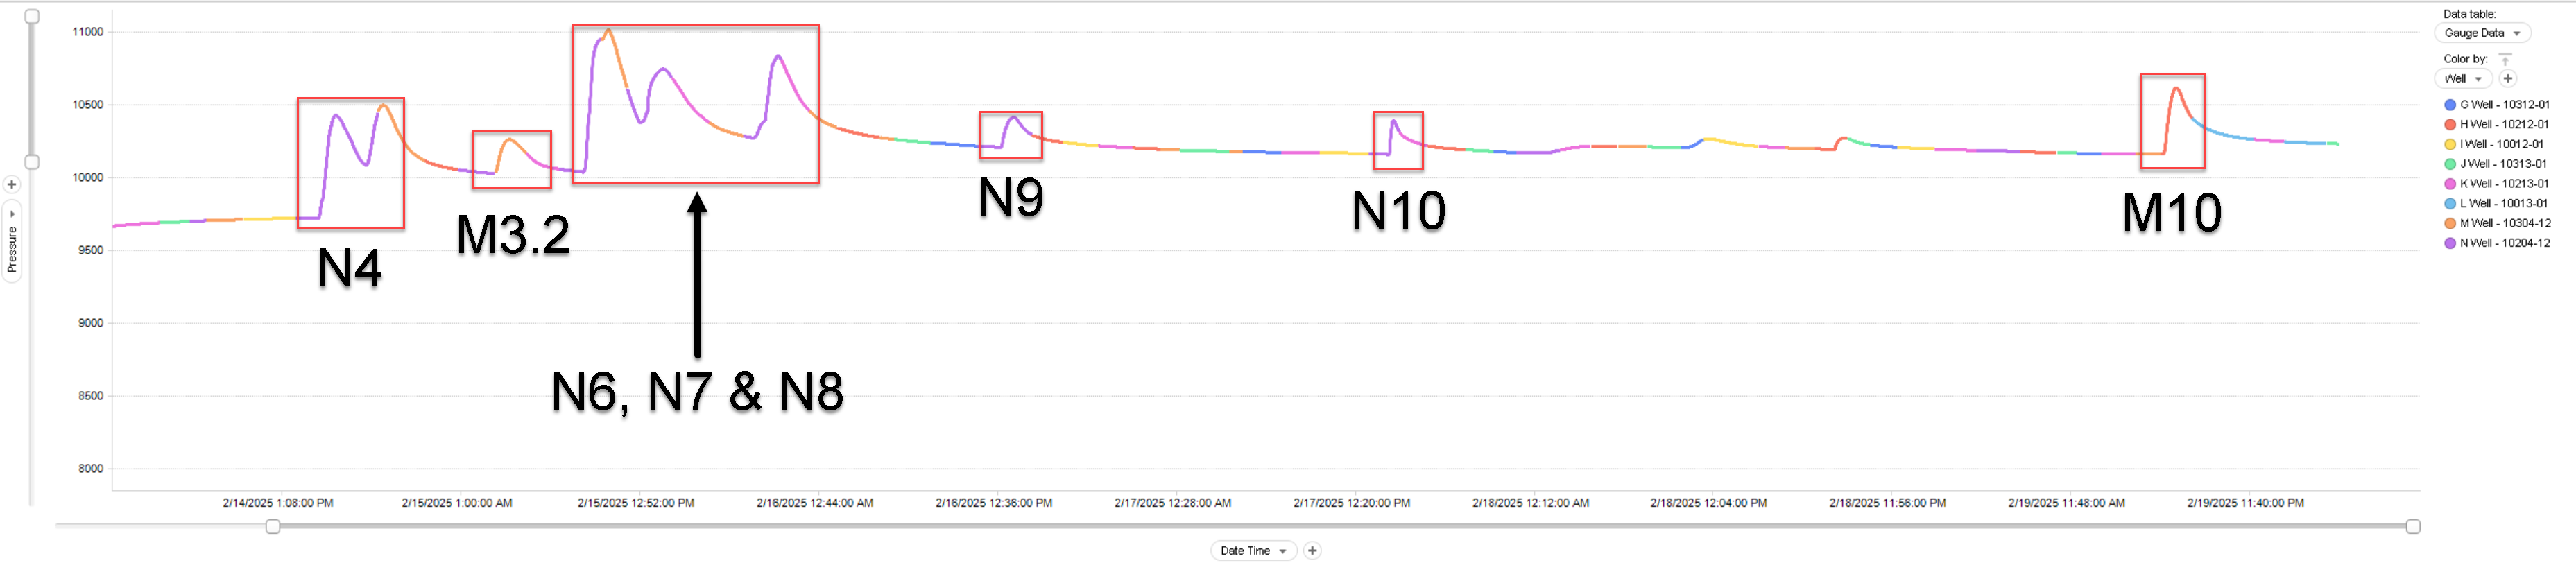 Data table:
Gauge Data
Color by:
Well
G Well - 10312-01
H Well - 10212-01
I Well - 10012-01
J Well - 10313-01
K Well - 10213-01
L Well - 10013-01
M Well - 10304-12
N Well - 10204-12
Pressure
11000
10500
10000
9500
9000
8500
8000
N4
M3.2
N6, N7 & N8
N9
N10
M10
2/14/2025 1:08:00 PM
2/15/2025 1:00:00 AM
2/15/2025 12:52:00 PM
2/16/2025 12:44:00 AM
2/16/2025 12:36:00 PM
2/17/2025 12:28:00 AM
2/17/2025 12:20:00 PM
2/18/2025 12:12:00 AM
2/18/2025 12:04:00 PM
2/18/2025 11:56:00 PM
2/19/2025 11:48:00 AM
2/19/2025 11:40:00 PM
Date Time